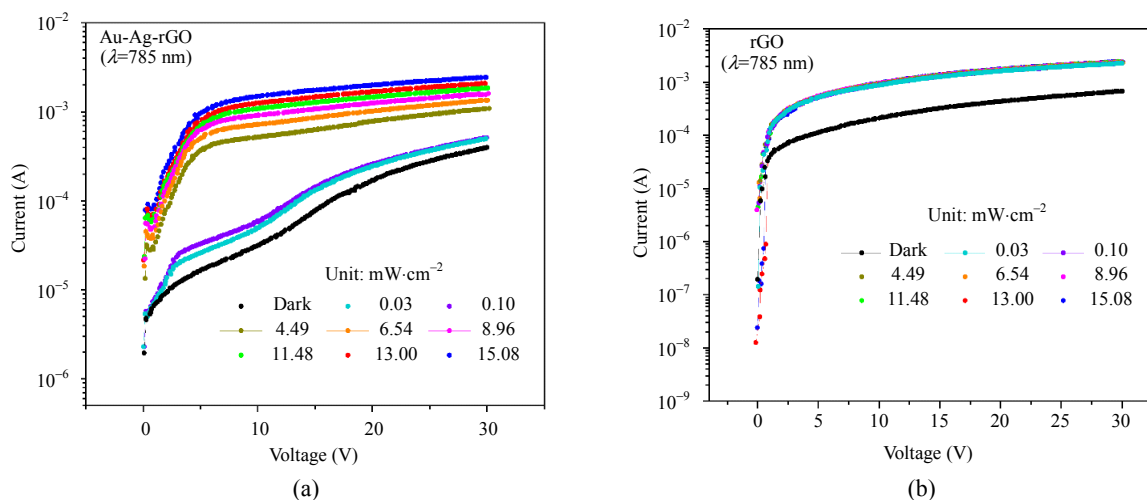 Au-Ag-rGO
(λ=785 nm)
Current (A)
10⁻²
10⁻³
10⁻⁴
10⁻⁵
10⁻⁶
Unit: mW·cm⁻²
Dark 0.03 0.10
4.49 6.54 8.96
11.48 13.00 15.08
0 10 20 30
Voltage (V)
(a)
rGO
(λ=785 nm)
Current (A)
10⁻²
10⁻³
10⁻⁴
10⁻⁵
10⁻⁶
10⁻⁷
10⁻⁸
10⁻⁹
Unit: mW·cm⁻²
Dark 0.03 0.10
4.49 6.54 8.96
11.48 13.00 15.08
0 5 10 15 20 25 30
Voltage (V)
(b)